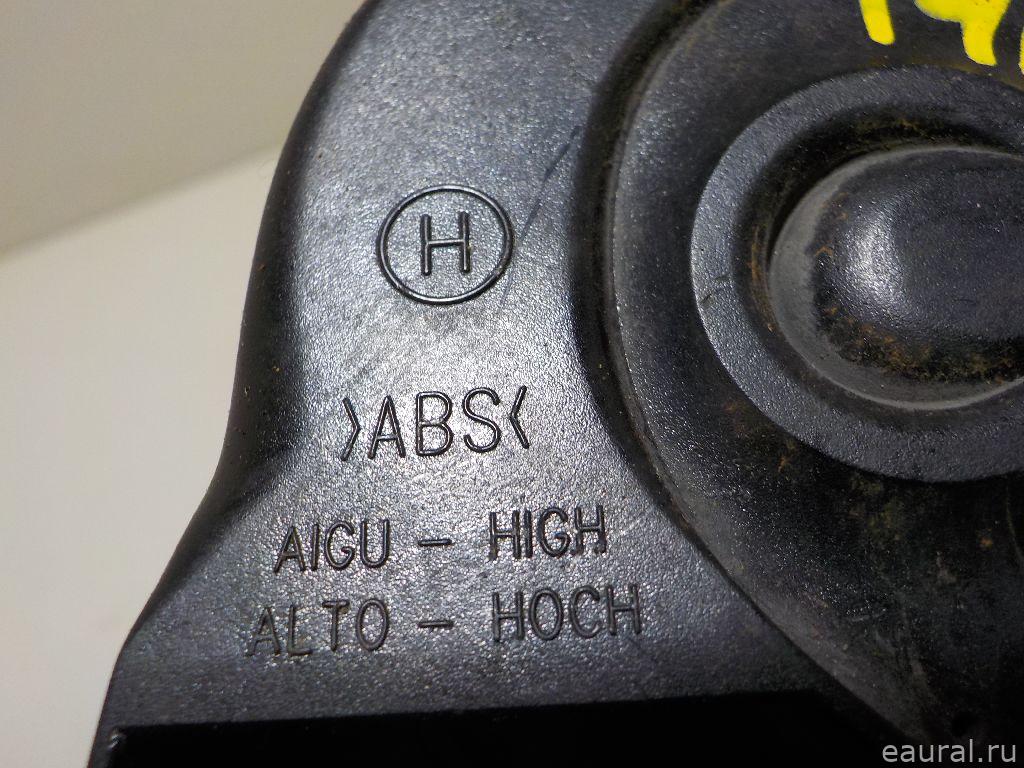 H
>ABS<
AIGU - HIGH
ALTO - HOCH
eaural.ru